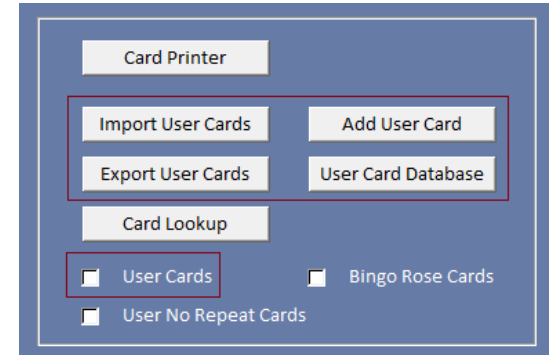 Card Printer
Import User Cards Add User Card
Export User Cards User Card Database
Card Lookup
User Cards Bingo Rose Cards
User No Repeat Cards